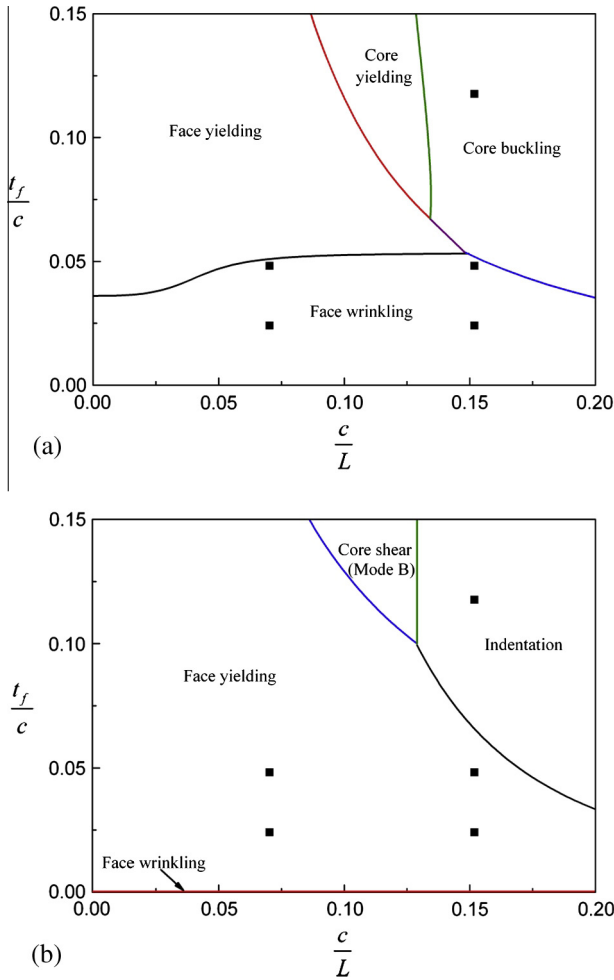 0.15
Core
yielding
Face yielding
0.10
Core buckling
t_f
c
0.05
Face wrinkling
0.00
0.00 0.05 0.10 0.15 0.20
c
L
(a)
0.15
Core shear
(Mode B)
0.10
Indentation
Face yielding
t_f
c
0.05
Face wrinkling
0.00
0.00 0.05 0.10 0.15 0.20
c
L
(b)